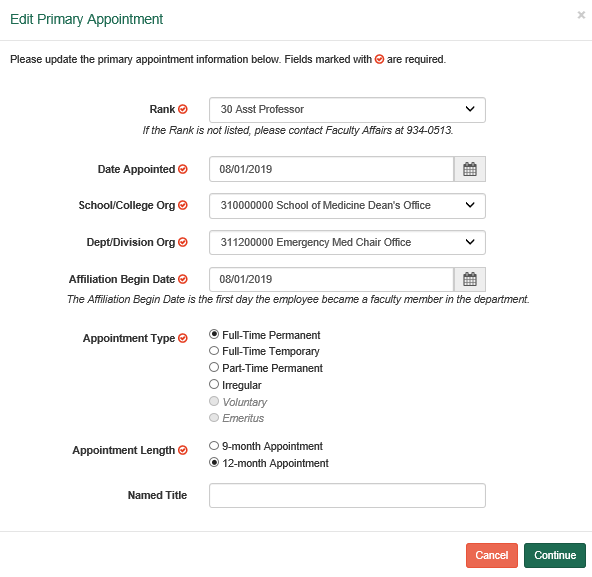 Edit Primary Appointment
×
Please update the primary appointment information below. Fields marked with are required.
Rank
30 Asst Professor
If the Rank is not listed, please contact Faculty Affairs at 934-0513.
Date Appointed
08/01/2019
School/College Org
310000000 School of Medicine Dean's Office
Dept/Division Org
311200000 Emergency Med Chair Office
Affiliation Begin Date
08/01/2019
The Affiliation Begin Date is the first day the employee became a faculty member in the department.
Appointment Type
Full-Time Permanent
Full-Time Temporary
Part-Time Permanent
Irregular
Voluntary
Emeritus
Appointment Length
9-month Appointment
12-month Appointment
Named Title
Cancel
Continue